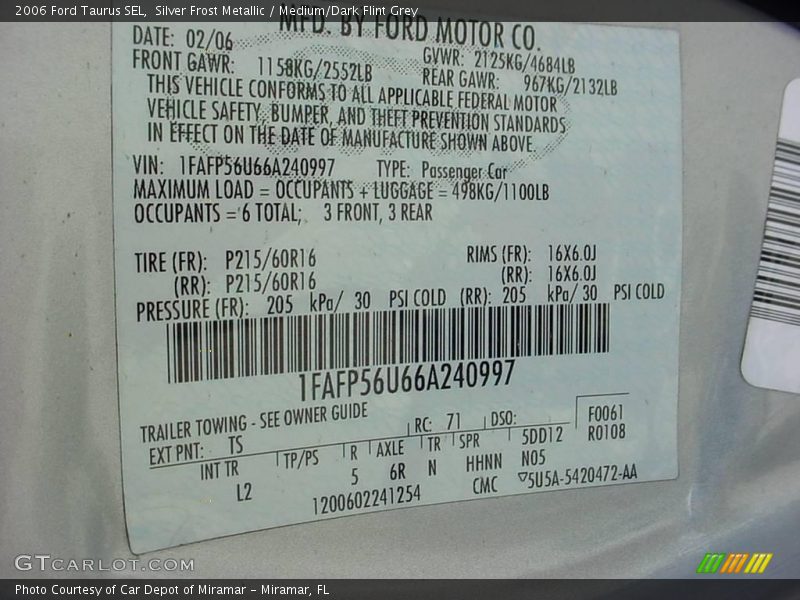 2006 Ford Taurus SEL,  Silver Frost Metallic / Medium/Dark Flint Grey
MFD. BY FORD MOTOR CO.
DATE: 02/06 GVWR: 2125KG/4684LB
FRONT GAWR: 1158KG/2552LB REAR GAWR: 967KG/2132LB
THIS VEHICLE CONFORMS TO ALL APPLICABLE FEDERAL MOTOR
VEHICLE SAFETY, BUMPER, AND THEFT PREVENTION STANDARDS
IN EFFECT ON THE DATE OF MANUFACTURE SHOWN ABOVE.
VIN: 1FAFP56U66A240997 TYPE: Passenger Car
MAXIMUM LOAD = OCCUPANTS + LUGGAGE = 498KG/1100LB
OCCUPANTS = 6 TOTAL; 3 FRONT, 3 REAR
TIRE (FR): P215/60R16 RIMS (FR): 16X6.0J
(RR): P215/60R16 (RR): 16X6.0J
PRESSURE (FR): 205 kPa/ 30 PSI COLD (RR): 205 kPa/ 30 PSI COLD
1FAFP56U66A240997
TRAILER TOWING - SEE OWNER GUIDE
EXT PNT: TS RC: 71 DSO: F0061
INT TR TP/PS R AXLE TR SPR 5DD12 R0108
L2 5 6R N HHNN N05
1200602241254 CMC ▽5U5A-5420472-AA
GTCARLOT.COM
Photo Courtesy of Car Depot of Miramar - Miramar, FL